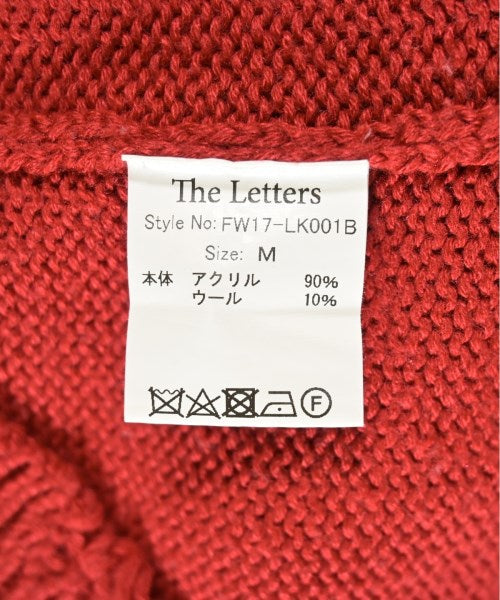 The Letters
Style No: FW17-LK001B
Size: M
本体 アクリル 90%
ウール 10%
F